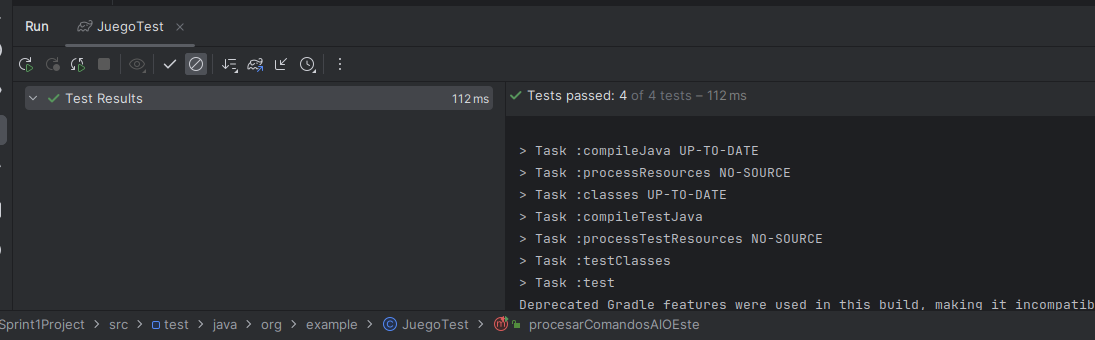 Run JuegoTest
Test Results 112 ms
Tests passed: 4 of 4 tests – 112 ms
> Task :compileJava UP-TO-DATE
> Task :processResources NO-SOURCE
> Task :classes UP-TO-DATE
> Task :compileTestJava
> Task :processTestResources NO-SOURCE
> Task :testClasses
> Task :test
Deprecated Gradle features were used in this build, making it incompatib
Sprint1Project > src > test > java > org > example > JuegoTest > procesarComandosAlOEste